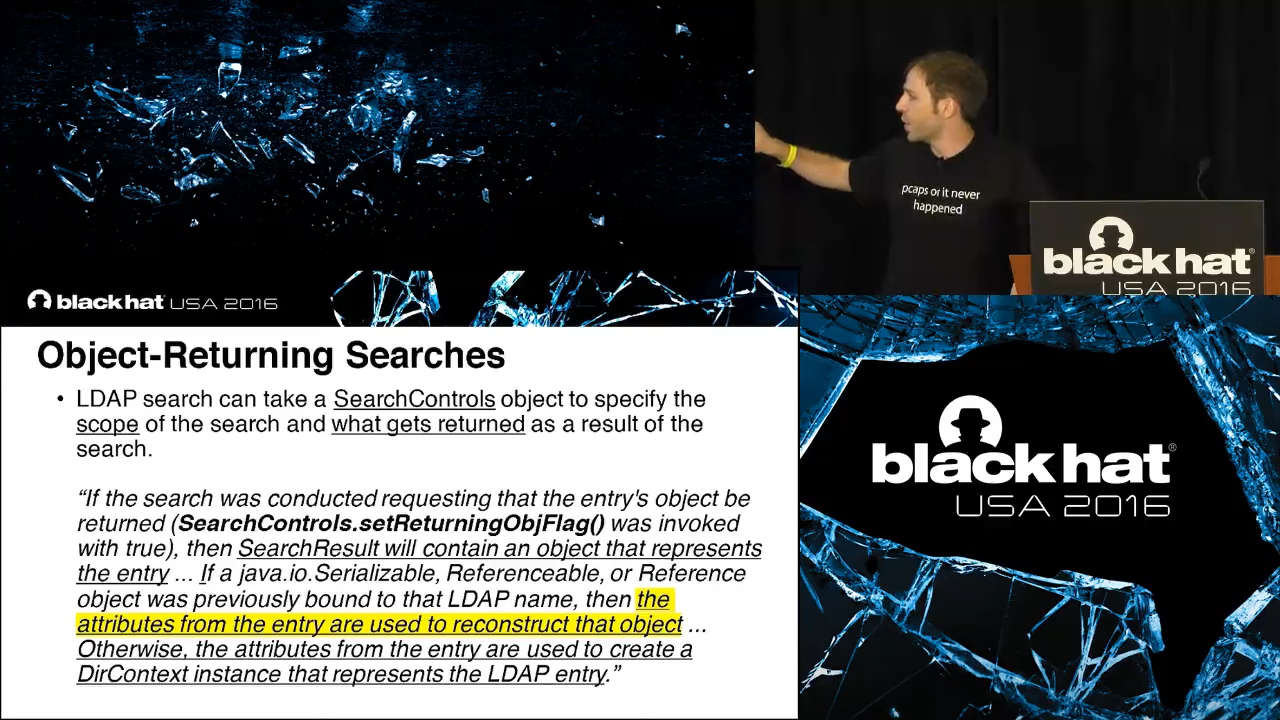 pcaps or it never
happened
black hat®
USA 2016
black hat USA 2016
Object-Returning Searches
• LDAP search can take a SearchControls object to specify the
scope of the search and what gets returned as a result of the
search.
“If the search was conducted requesting that the entry's object be
returned (SearchControls.setReturningObjFlag() was invoked
with true), then SearchResult will contain an object that represents
the entry ... If a java.io.Serializable, Referenceable, or Reference
object was previously bound to that LDAP name, then the
attributes from the entry are used to reconstruct that object ...
Otherwise, the attributes from the entry are used to create a
DirContext instance that represents the LDAP entry.”
black hat®
USA 2016